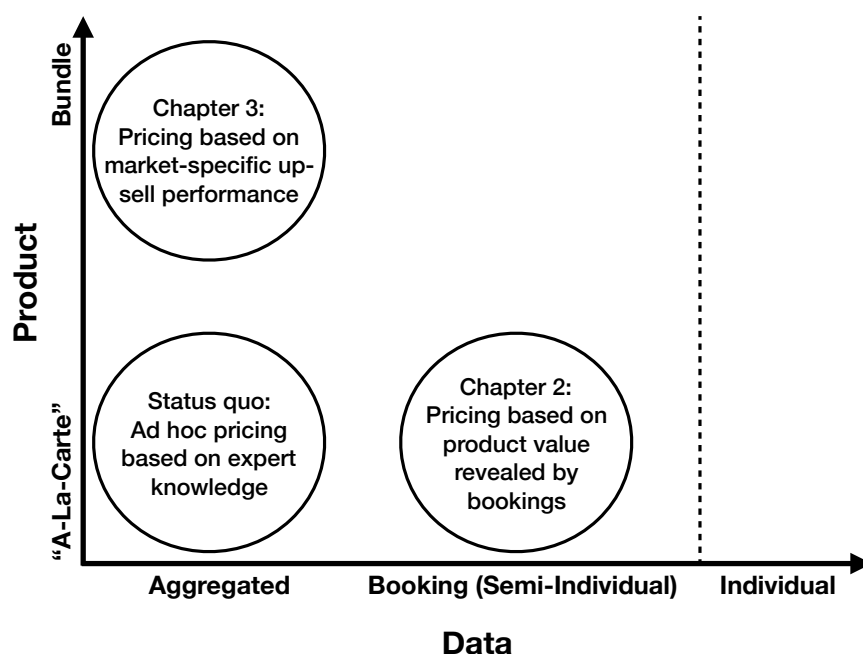 Bundle
Chapter 3:
Pricing based on
market-specific up-
sell performance
Product
Status quo:
Ad hoc pricing
based on expert
knowledge
Chapter 2:
Pricing based on
product value
revealed by
bookings
“A-La-Carte”
Aggregated
Booking (Semi-Individual)
Individual
Data